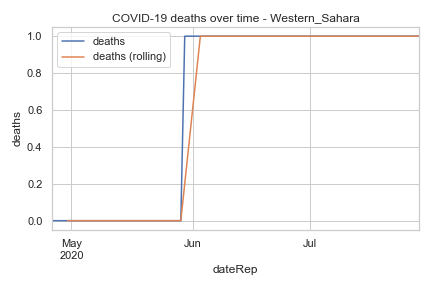 COVID-19 deaths over time - Western_Sahara
deaths
deaths (rolling)
1.0
0.8
0.6
0.4
0.2
0.0
deaths
May
2020
Jun
Jul
dateRep